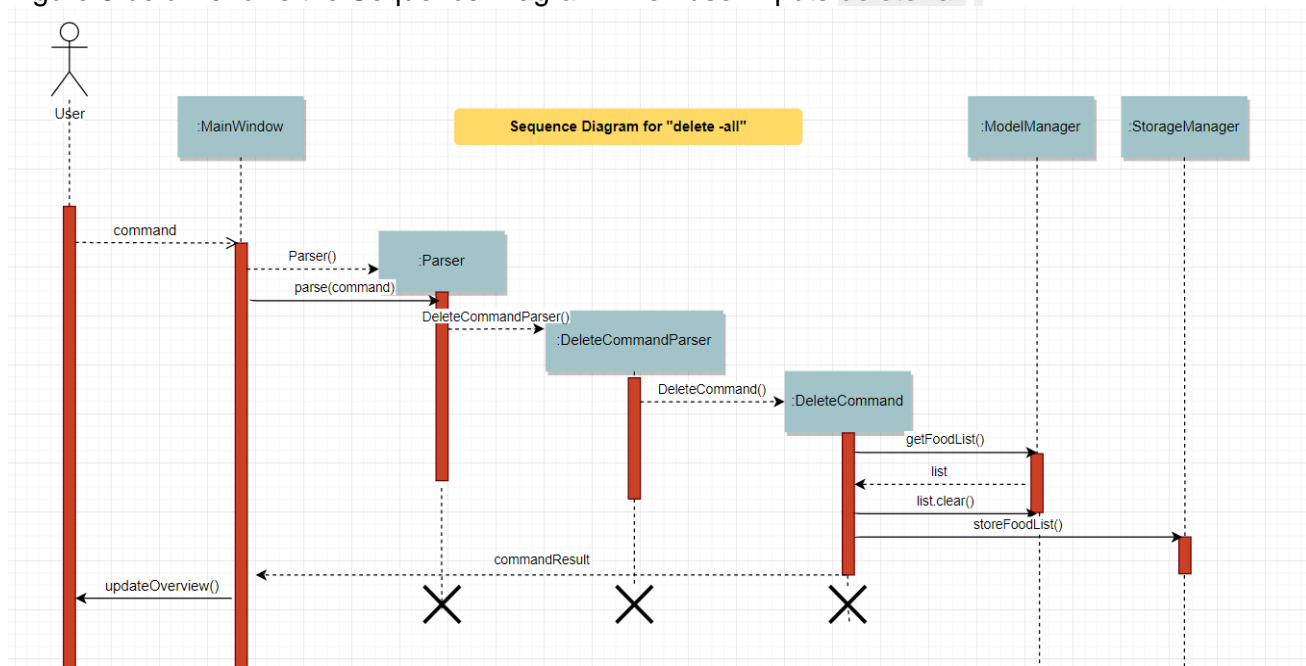 User
:MainWindow
Sequence Diagram for "delete -all"
:ModelManager
:StorageManager
command
Parser()
:Parser
parse(command)
DeleteCommandParser()
:DeleteCommandParser
DeleteCommand()
:DeleteCommand
getFoodList()
list
list.clear()
storeFoodList()
commandResult
updateOverview()